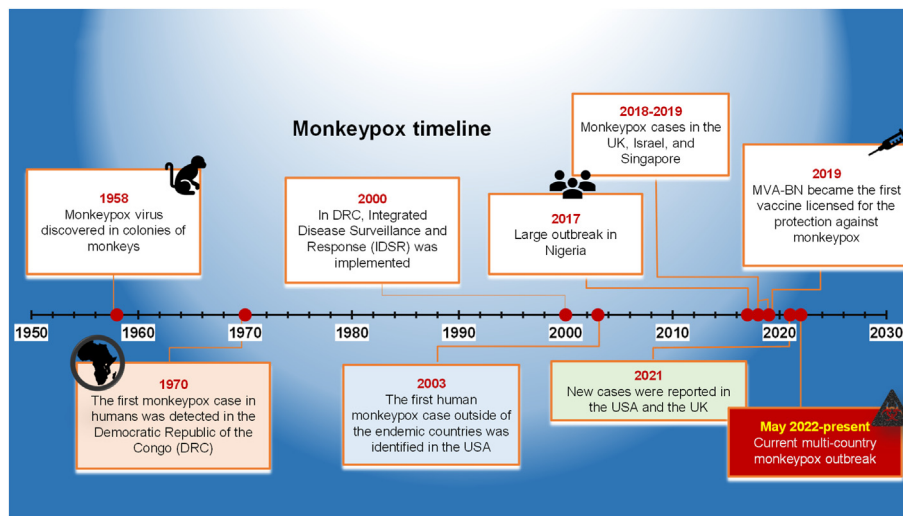 Monkeypox timeline
1958
Monkeypox virus
discovered in colonies of
monkeys
2000
In DRC, Integrated
Disease Surveillance and
Response (IDSR) was
implemented
2017
Large outbreak in
Nigeria
2018-2019
Monkeypox cases in the
UK, Israel, and
Singapore
2019
MVA-BN became the first
vaccine licensed for the
protection against
monkeypox
1950 1960 1970 1980 1990 2000 2010 2020 2030
1970
The first monkeypox case in
humans was detected in the
Democratic Republic of the
Congo (DRC)
2003
The first human
monkeypox case outside of
the endemic countries was
identified in the USA
2021
New cases were reported in
the USA and the UK
May 2022-present
Current multi-country
monkeypox outbreak